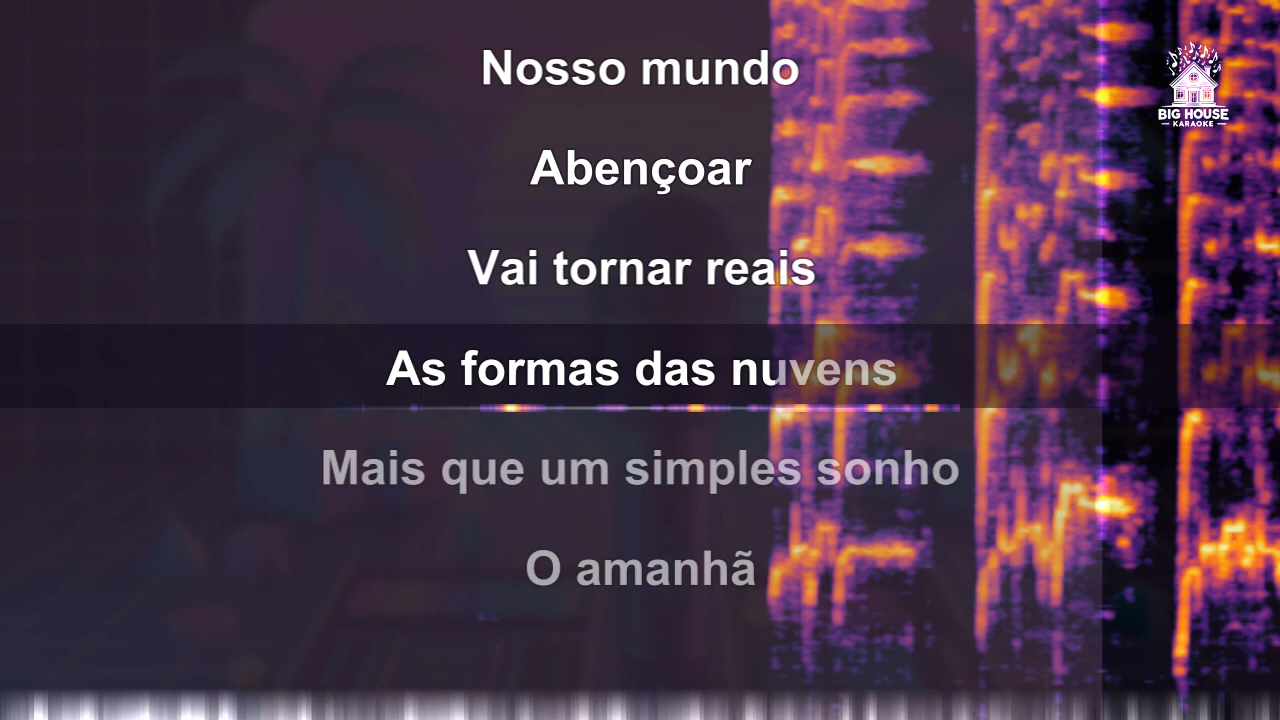 Nosso mundo
BIG HOUSE
KARAOKE
Abençoar
Vai tornar reais
As formas das nuvens
Mais que um simples sonho
O amanhã